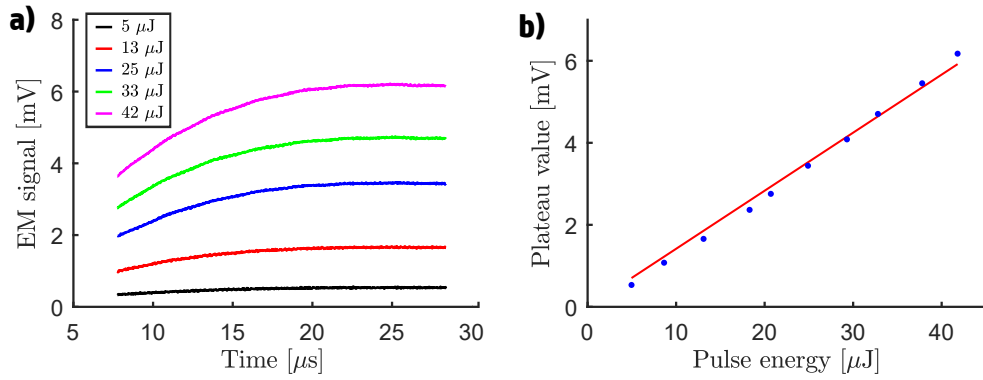 a)
8
6
4
2
0
EM signal [mV]
5 μJ
13 μJ
25 μJ
33 μJ
42 μJ
5 10 15 20 25 30
Time [μs]
b)
6
4
2
0
Plateau value [mV]
0 10 20 30 40
Pulse energy [μJ]